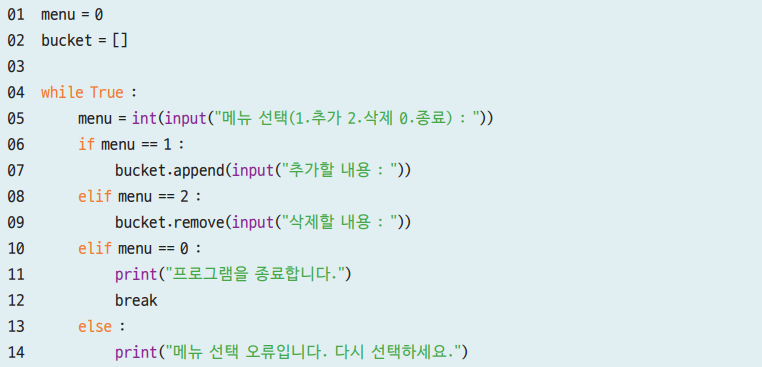 01 menu = 0
02 bucket = []
03
04 while True :
05 menu = int(input("메뉴 선택(1.추가 2.삭제 0.종료) : "))
06 if menu == 1 :
07 bucket.append(input("추가할 내용 : "))
08 elif menu == 2 :
09 bucket.remove(input("삭제할 내용 : "))
10 elif menu == 0 :
11 print("프로그램을 종료합니다.")
12 break
13 else :
14 print("메뉴 선택 오류입니다. 다시 선택하세요.")